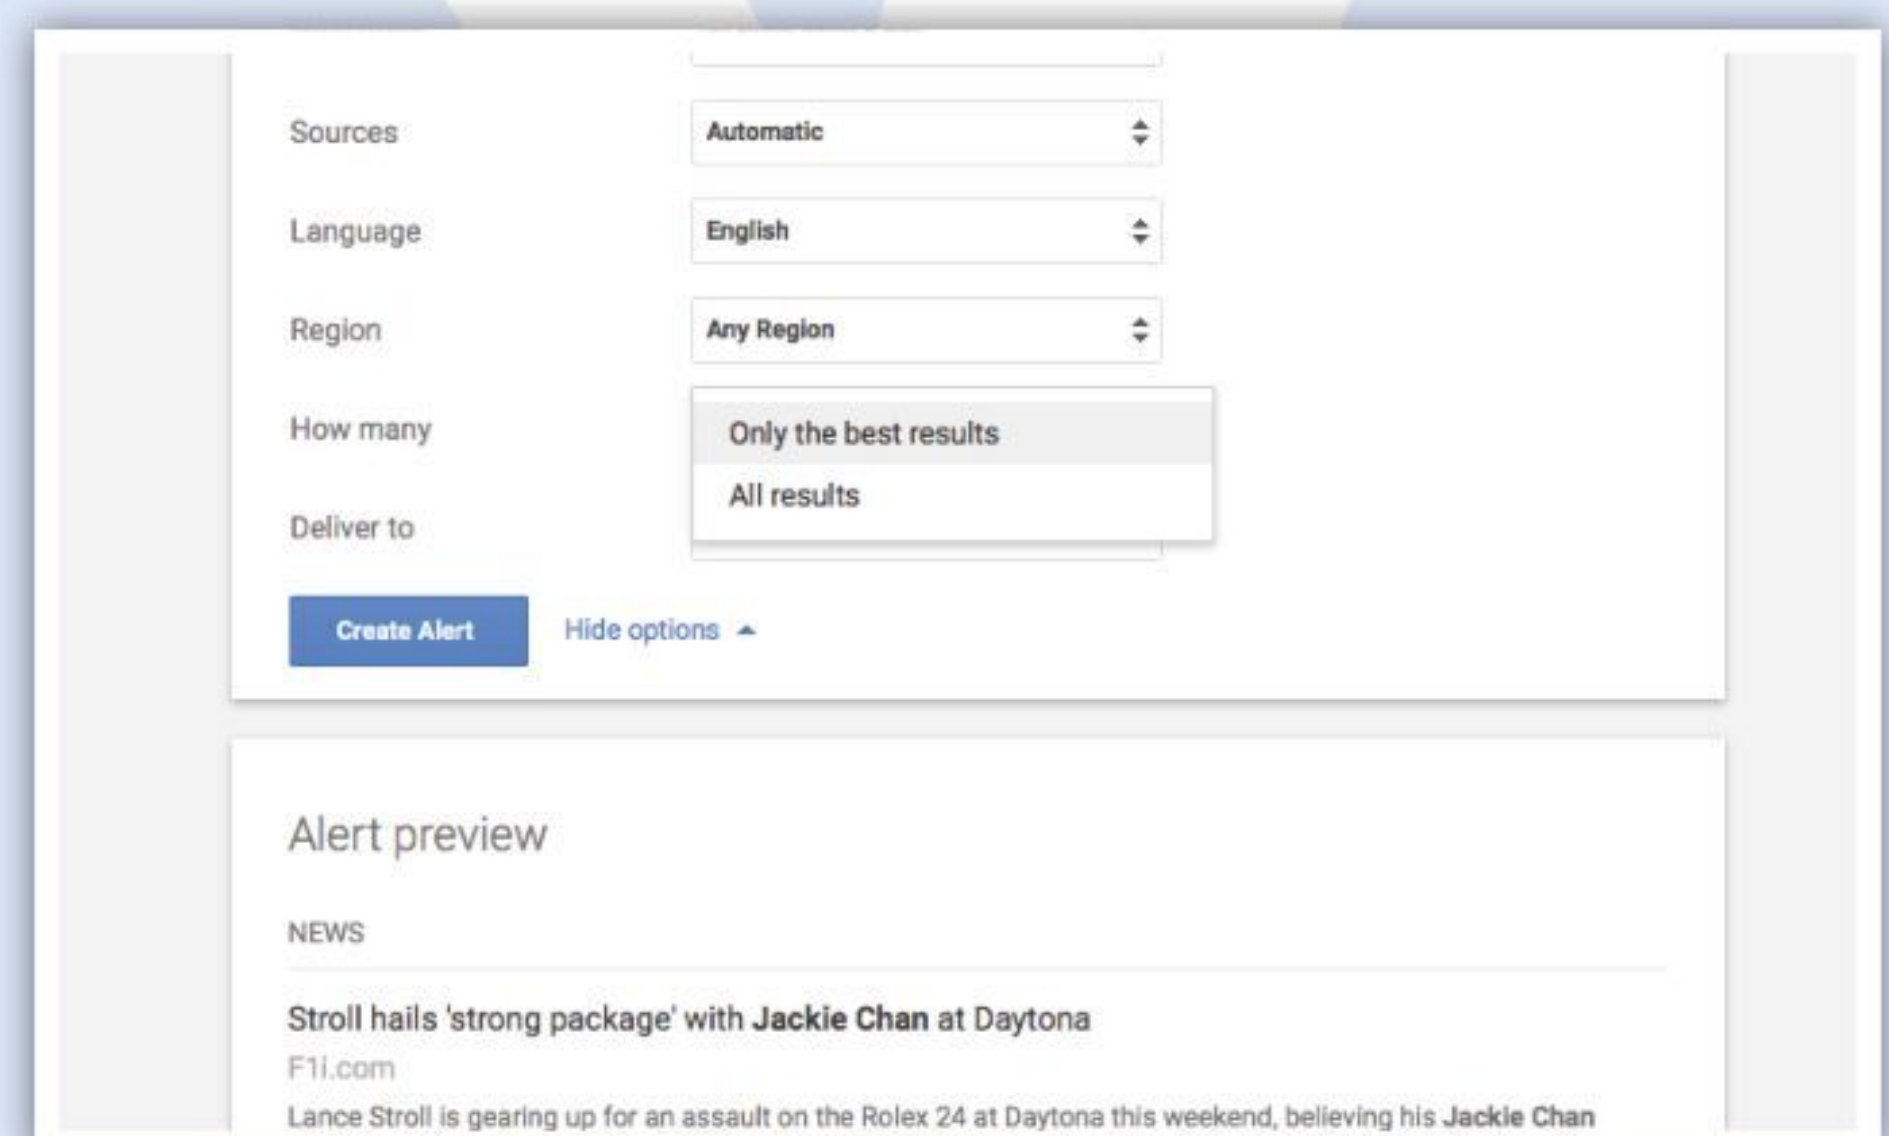 Sources
Automatic
Language
English
Region
Any Region
How many
Only the best results
All results
Deliver to
Create Alert
Hide options
Alert preview
NEWS
Stroll hails 'strong package' with Jackie Chan at Daytona
F1i.com
Lance Stroll is gearing up for an assault on the Rolex 24 at Daytona this weekend, believing his Jackie Chan